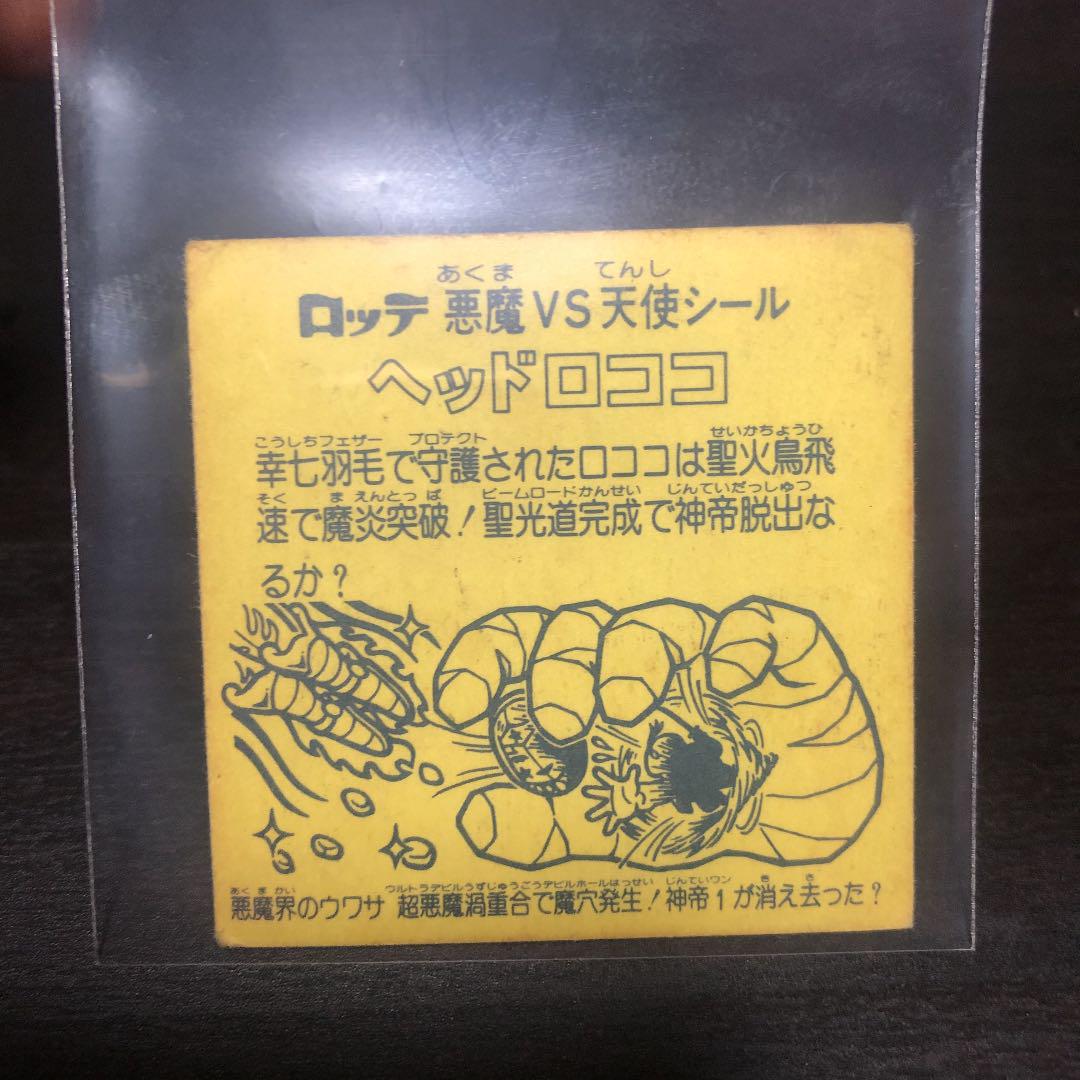 あくま てんし
ロッテ 悪魔VS天使シール
ヘッドロココ
こうしちフェザー プロテクト せいかちょうひ
幸七羽毛で守護されたロココは聖火鳥飛
そく ま えんとっ ぱ ビームロードかんせい じんていだっしゅつ
速で魔炎突破！聖光道完成で神帝脱出な
るか？
あくまかい ウルトラデビルうずじゅうごうデビルホールはっせい じんていワン き さ
悪魔界のウワサ 超悪魔渦重合で魔穴発生！神帝1が消え去った？